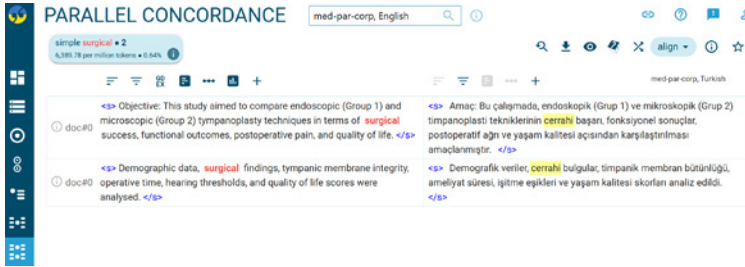 PARALLEL CONCORDANCE
med-par-corp, English
simple surgical • 2
6,389.78 per million tokens • 0.64%
align
med-par-corp, Turkish
doc#0
<s> Objective: This study aimed to compare endoscopic (Group 1) and
microscopic (Group 2) tympanoplasty techniques in terms of surgical
success, functional outcomes, postoperative pain, and quality of life. </s>
<s> Amaç: Bu çalışmada, endoskopik (Grup 1) ve mikroskopik (Grup 2)
timpanoplasti tekniklerinin cerrahi başarı, fonksiyonel sonuçlar,
postoperatif ağrı ve yaşam kalitesi açısından karşılaştırılması
amaçlanmıştır. </s>
doc#0
<s> Demographic data, surgical findings, tympanic membrane integrity,
operative time, hearing thresholds, and quality of life scores were
analysed. </s>
<s> Demografik veriler, cerrahi bulgular, timpanik membran bütünlüğü,
ameliyat süresi, işitme eşikleri ve yaşam kalitesi skorları analiz edildi.
</s>